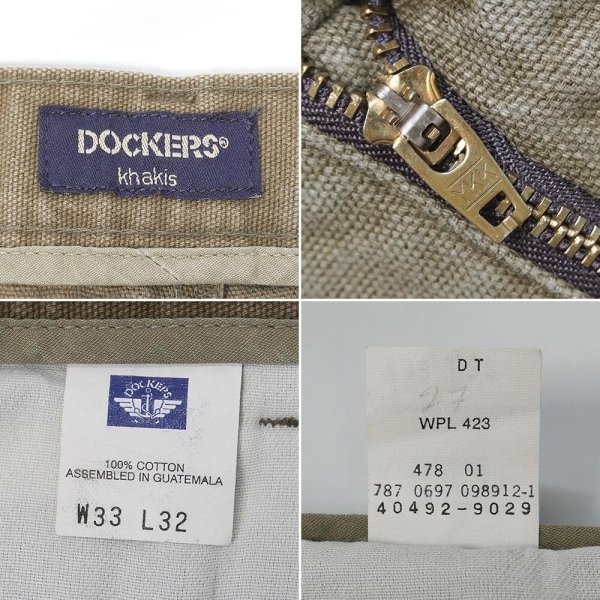 DOCKERS®
khakis
YKK
DOCKERS
100% COTTON
ASSEMBLED IN GUATEMALA
W33 L32
DT
27
WPL 423
478 01
787 0697 098912-1
40492-9029